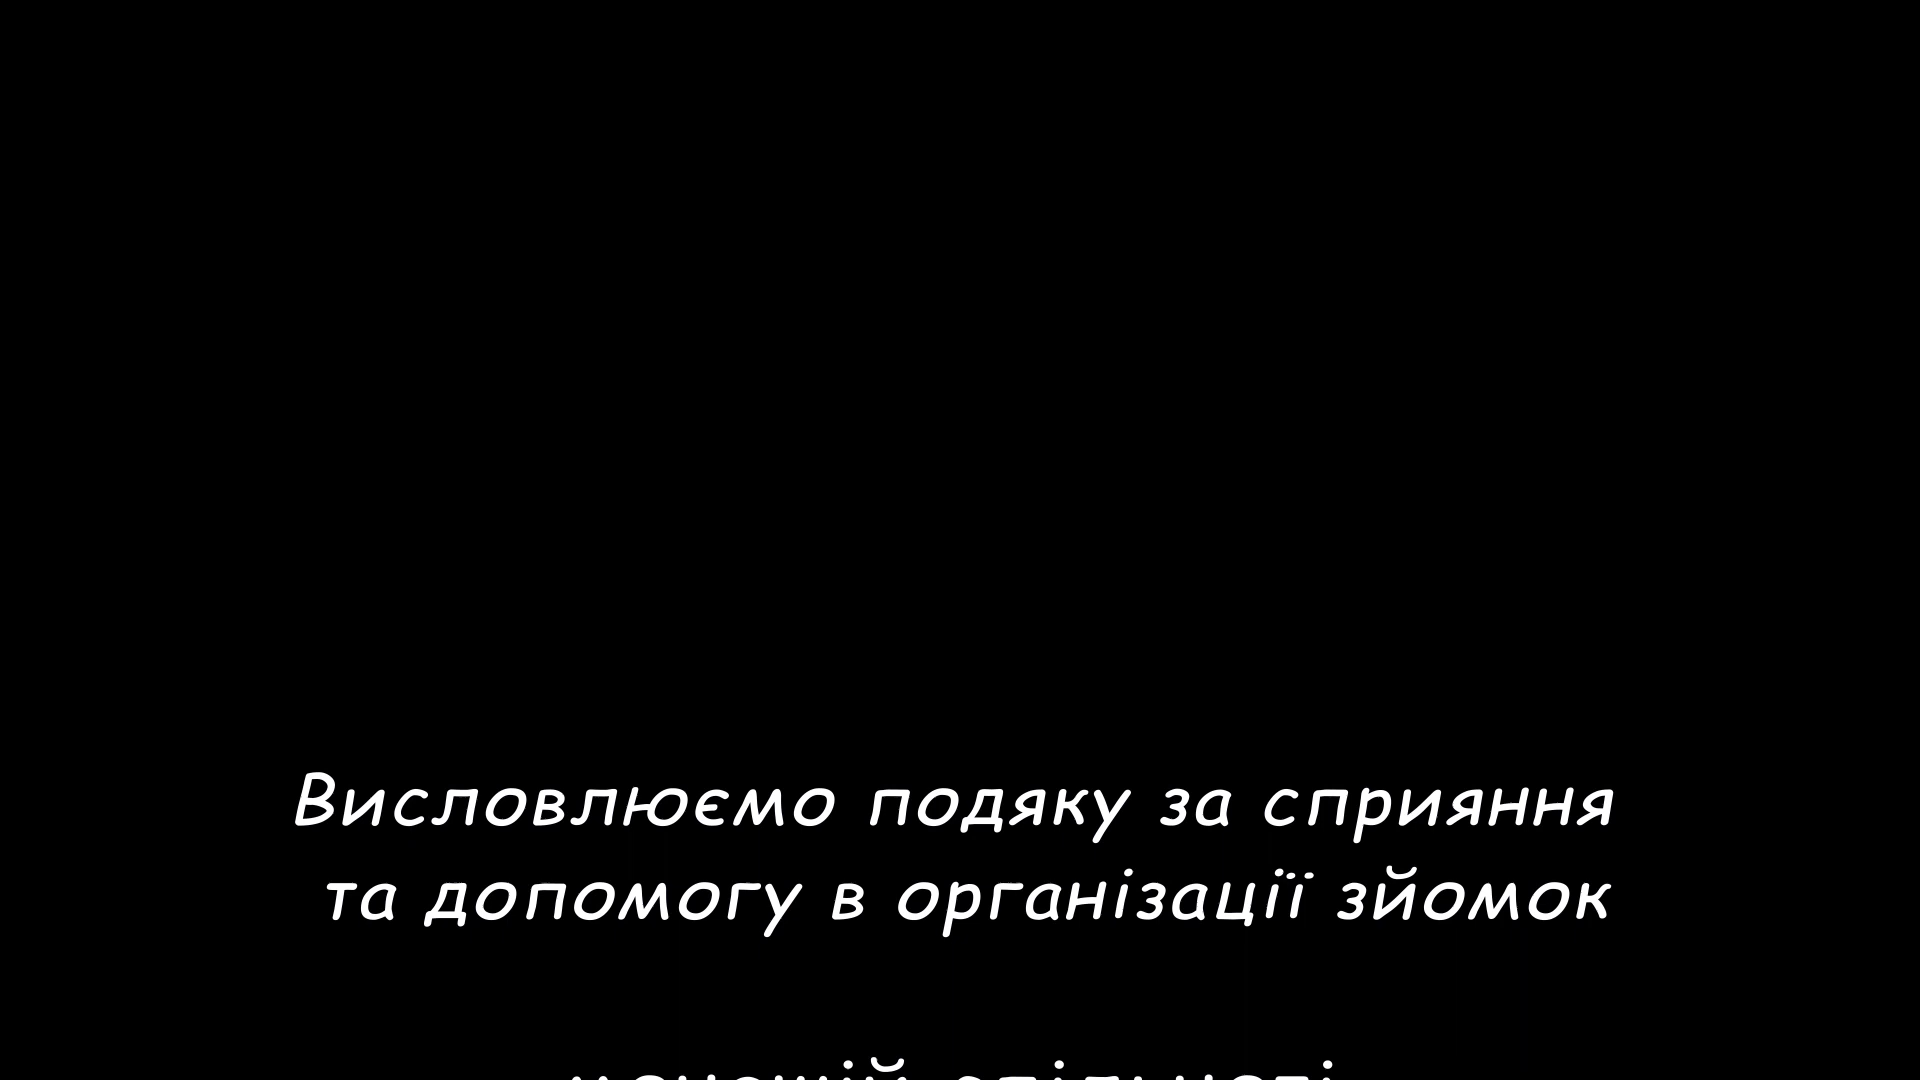 Висловлюємо подяку за сприяння
та допомогу в організації зйомок